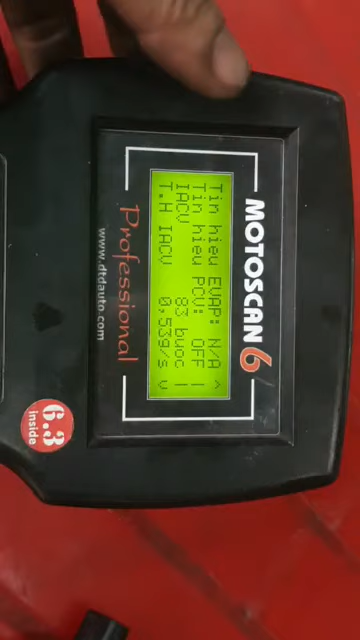 MOTOSCAN 6
Tin hieu EVAP: N/A ^
Tin hieu PCV: OFF |
IACV 83 buoc |
T.H IACV 0,539/s v
Professional
www.dtdauto.com
6.3
inside